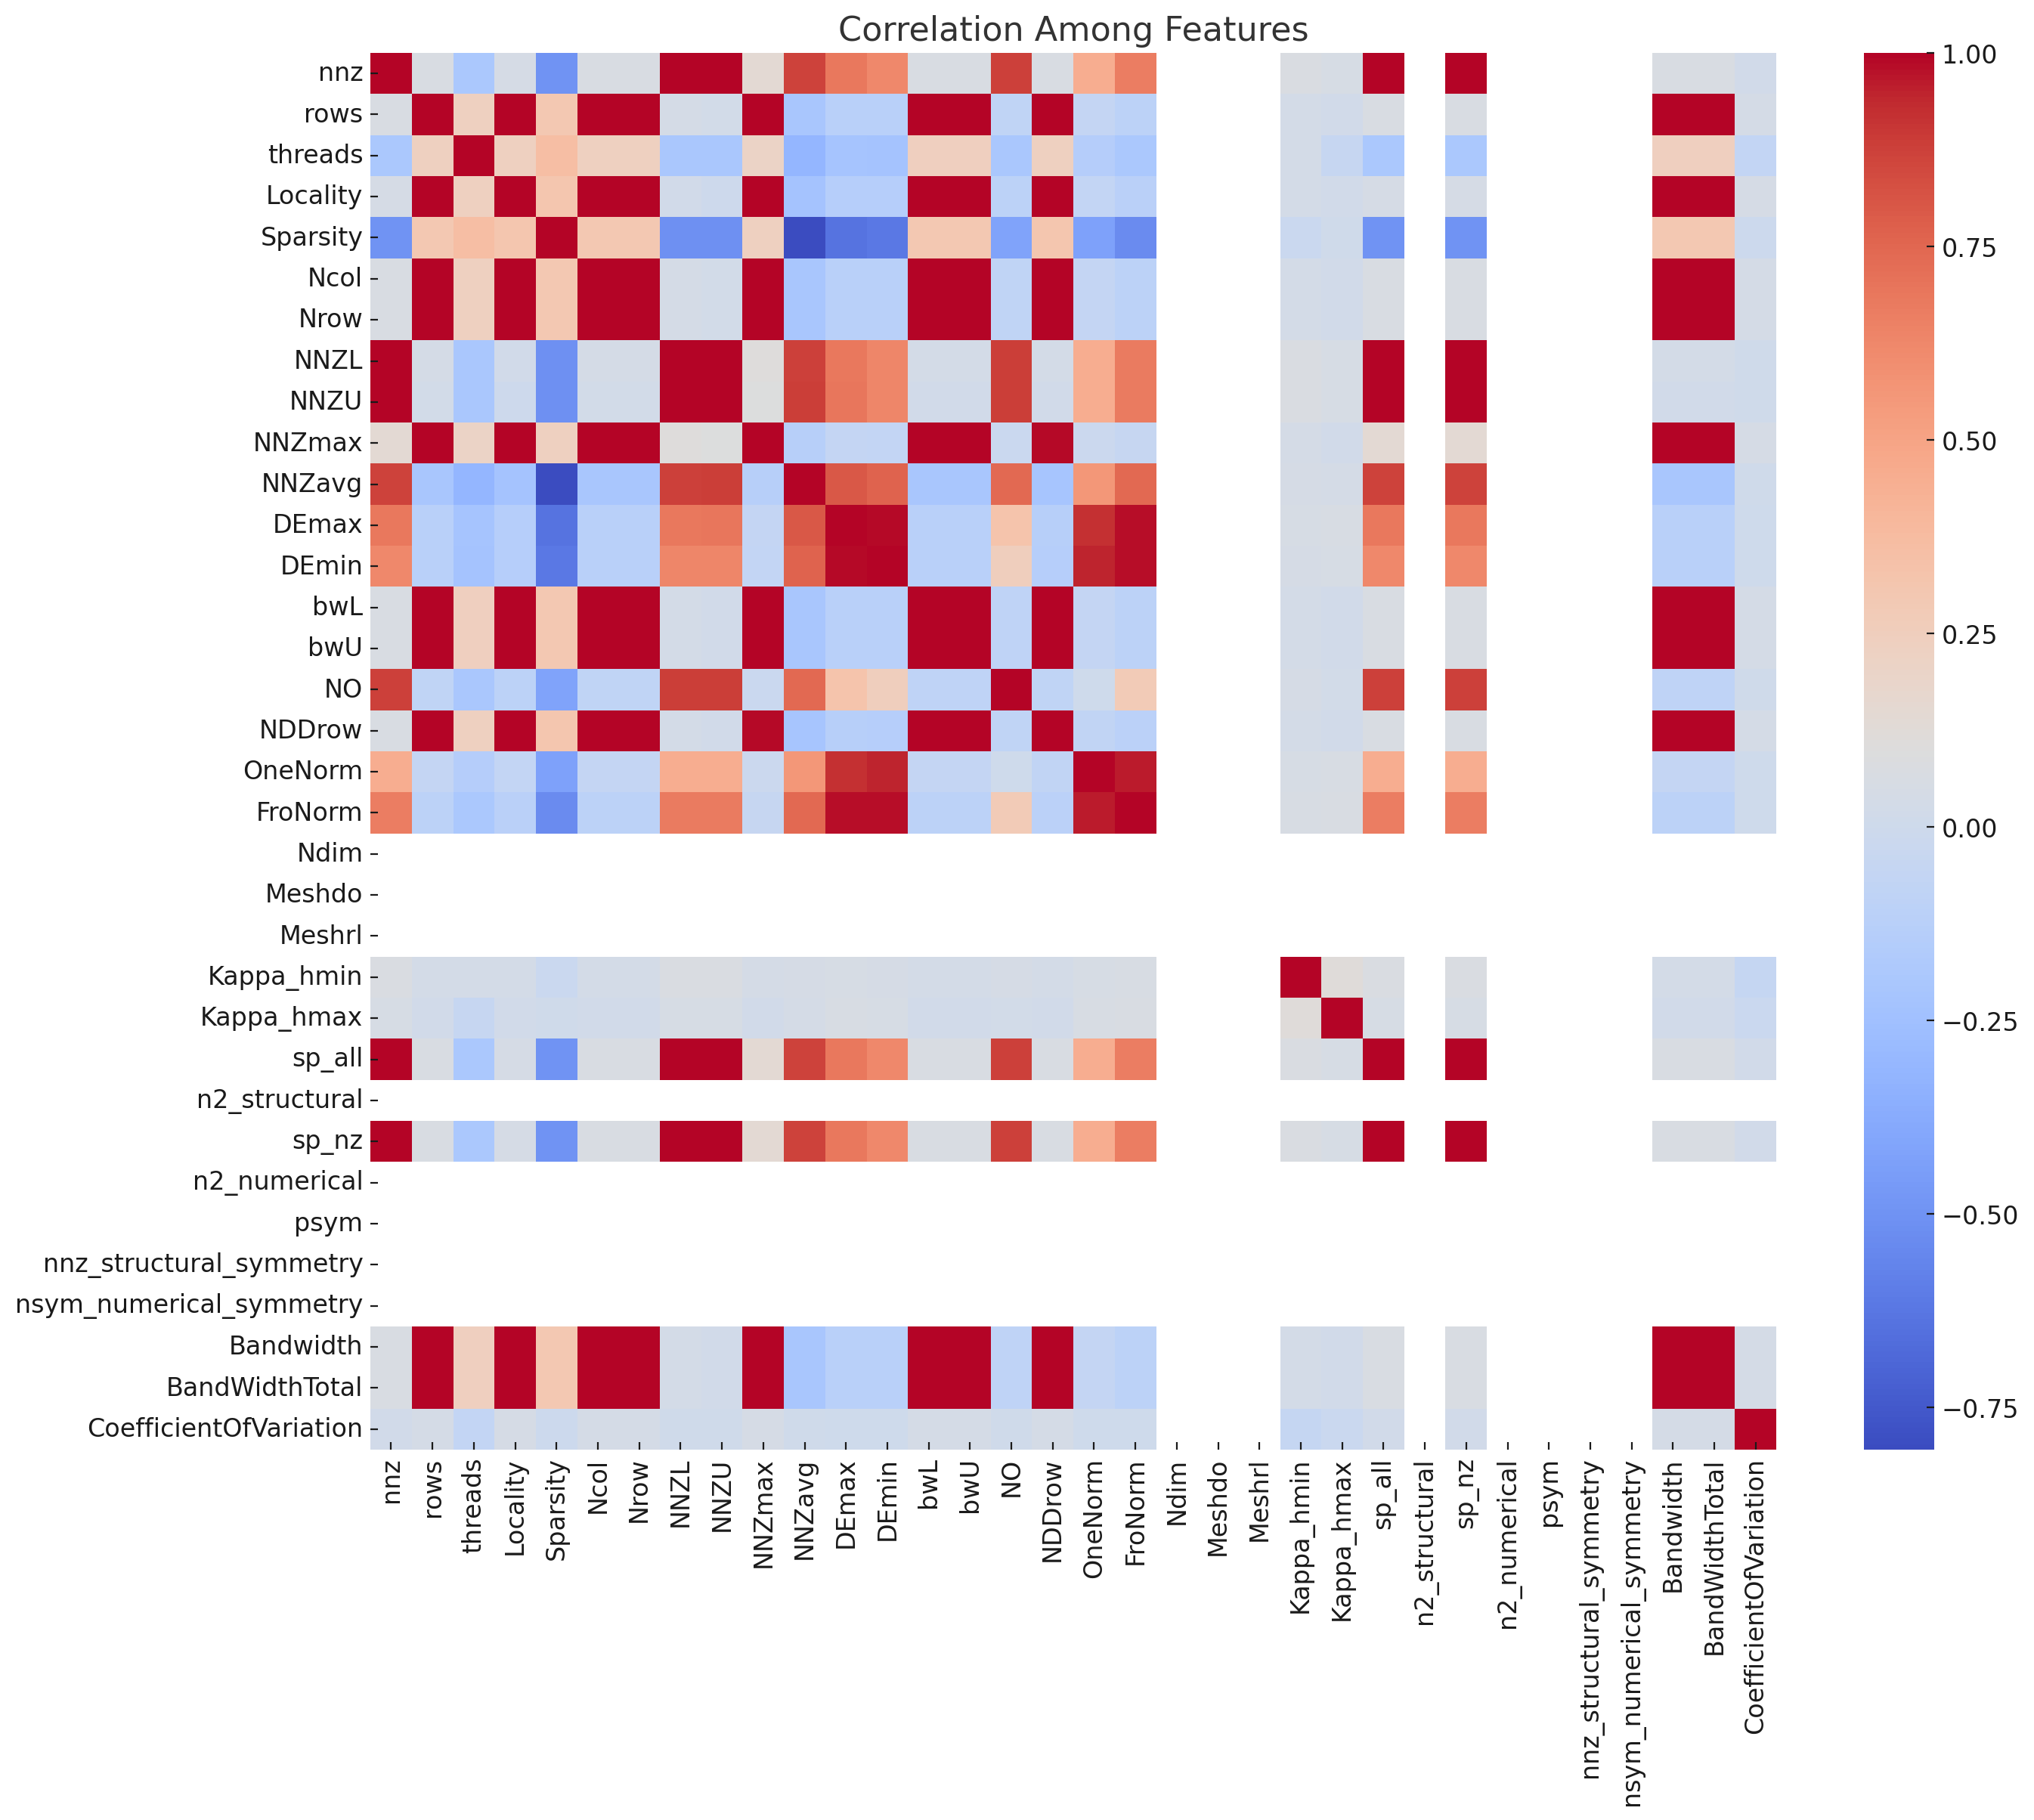 Correlation Among Features
nnz
rows
threads
Locality
Sparsity
Ncol
Nrow
NNZL
NNZU
NNZmax
NNZavg
DEmax
DEmin
bwL
bwU
NO
NDDrow
OneNorm
FroNorm
Ndim
Meshdo
Meshrl
Kappa_hmin
Kappa_hmax
sp_all
n2_structural
sp_nz
n2_numerical
psym
nnz_structural_symmetry
nsym_numerical_symmetry
Bandwidth
BandWidthTotal
CoefficientOfVariation
nnz
rows
threads
Locality
Sparsity
Ncol
Nrow
NNZL
NNZU
NNZmax
NNZavg
DEmax
DEmin
bwL
bwU
NO
NDDrow
OneNorm
FroNorm
Ndim
Meshdo
Meshrl
Kappa_hmin
Kappa_hmax
sp_all
n2_structural
sp_nz
n2_numerical
psym
nnz_structural_symmetry
nsym_numerical_symmetry
Bandwidth
BandWidthTotal
CoefficientOfVariation
1.00
0.75
0.50
0.25
0.00
−0.25
−0.50
−0.75